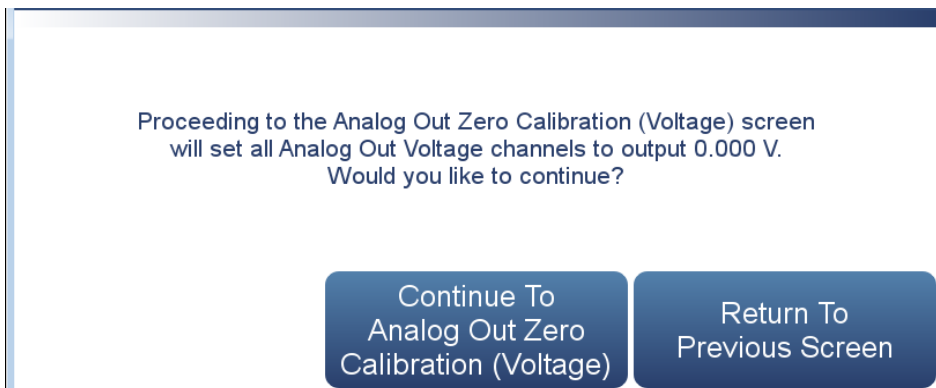 Proceeding to the Analog Out Zero Calibration (Voltage) screen
will set all Analog Out Voltage channels to output 0.000 V.
Would you like to continue?
Continue To
Analog Out Zero
Calibration (Voltage)
Return To
Previous Screen